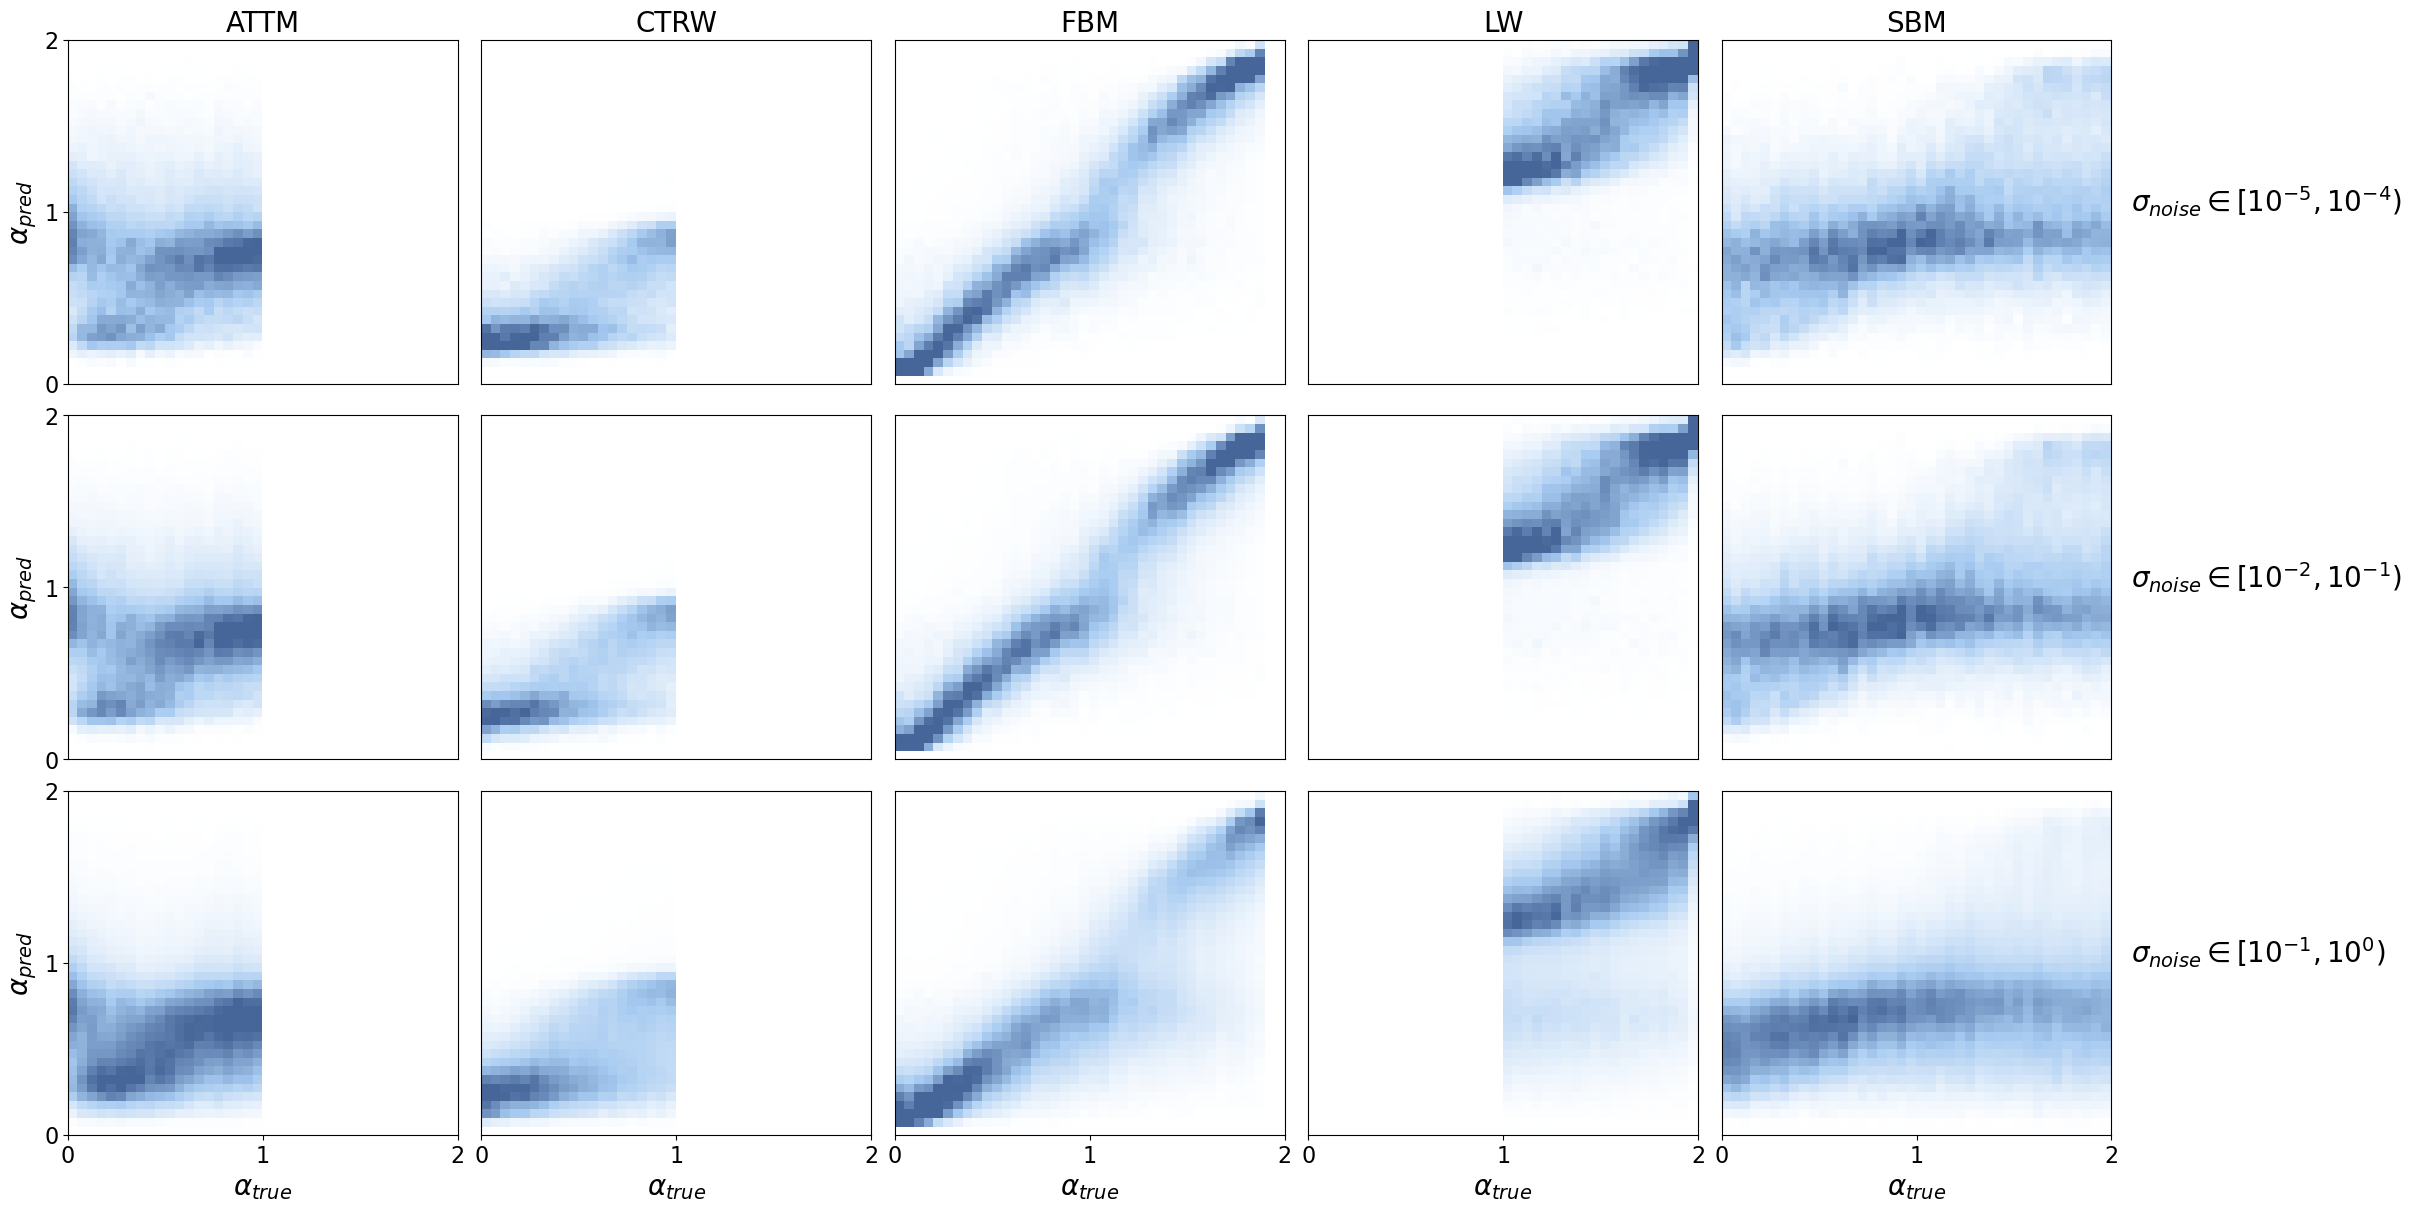 ATTM CTRW FBM LW SBM
2
1
0
α_pred
σ_noise ∈ [10⁻⁵, 10⁻⁴)
2
1
0
α_pred
σ_noise ∈ [10⁻², 10⁻¹)
2
1
0
α_pred
σ_noise ∈ [10⁻¹, 10⁰)
0 1 2 0 1 2 0 1 2 0 1 2 0 1 2
α_true α_true α_true α_true α_true